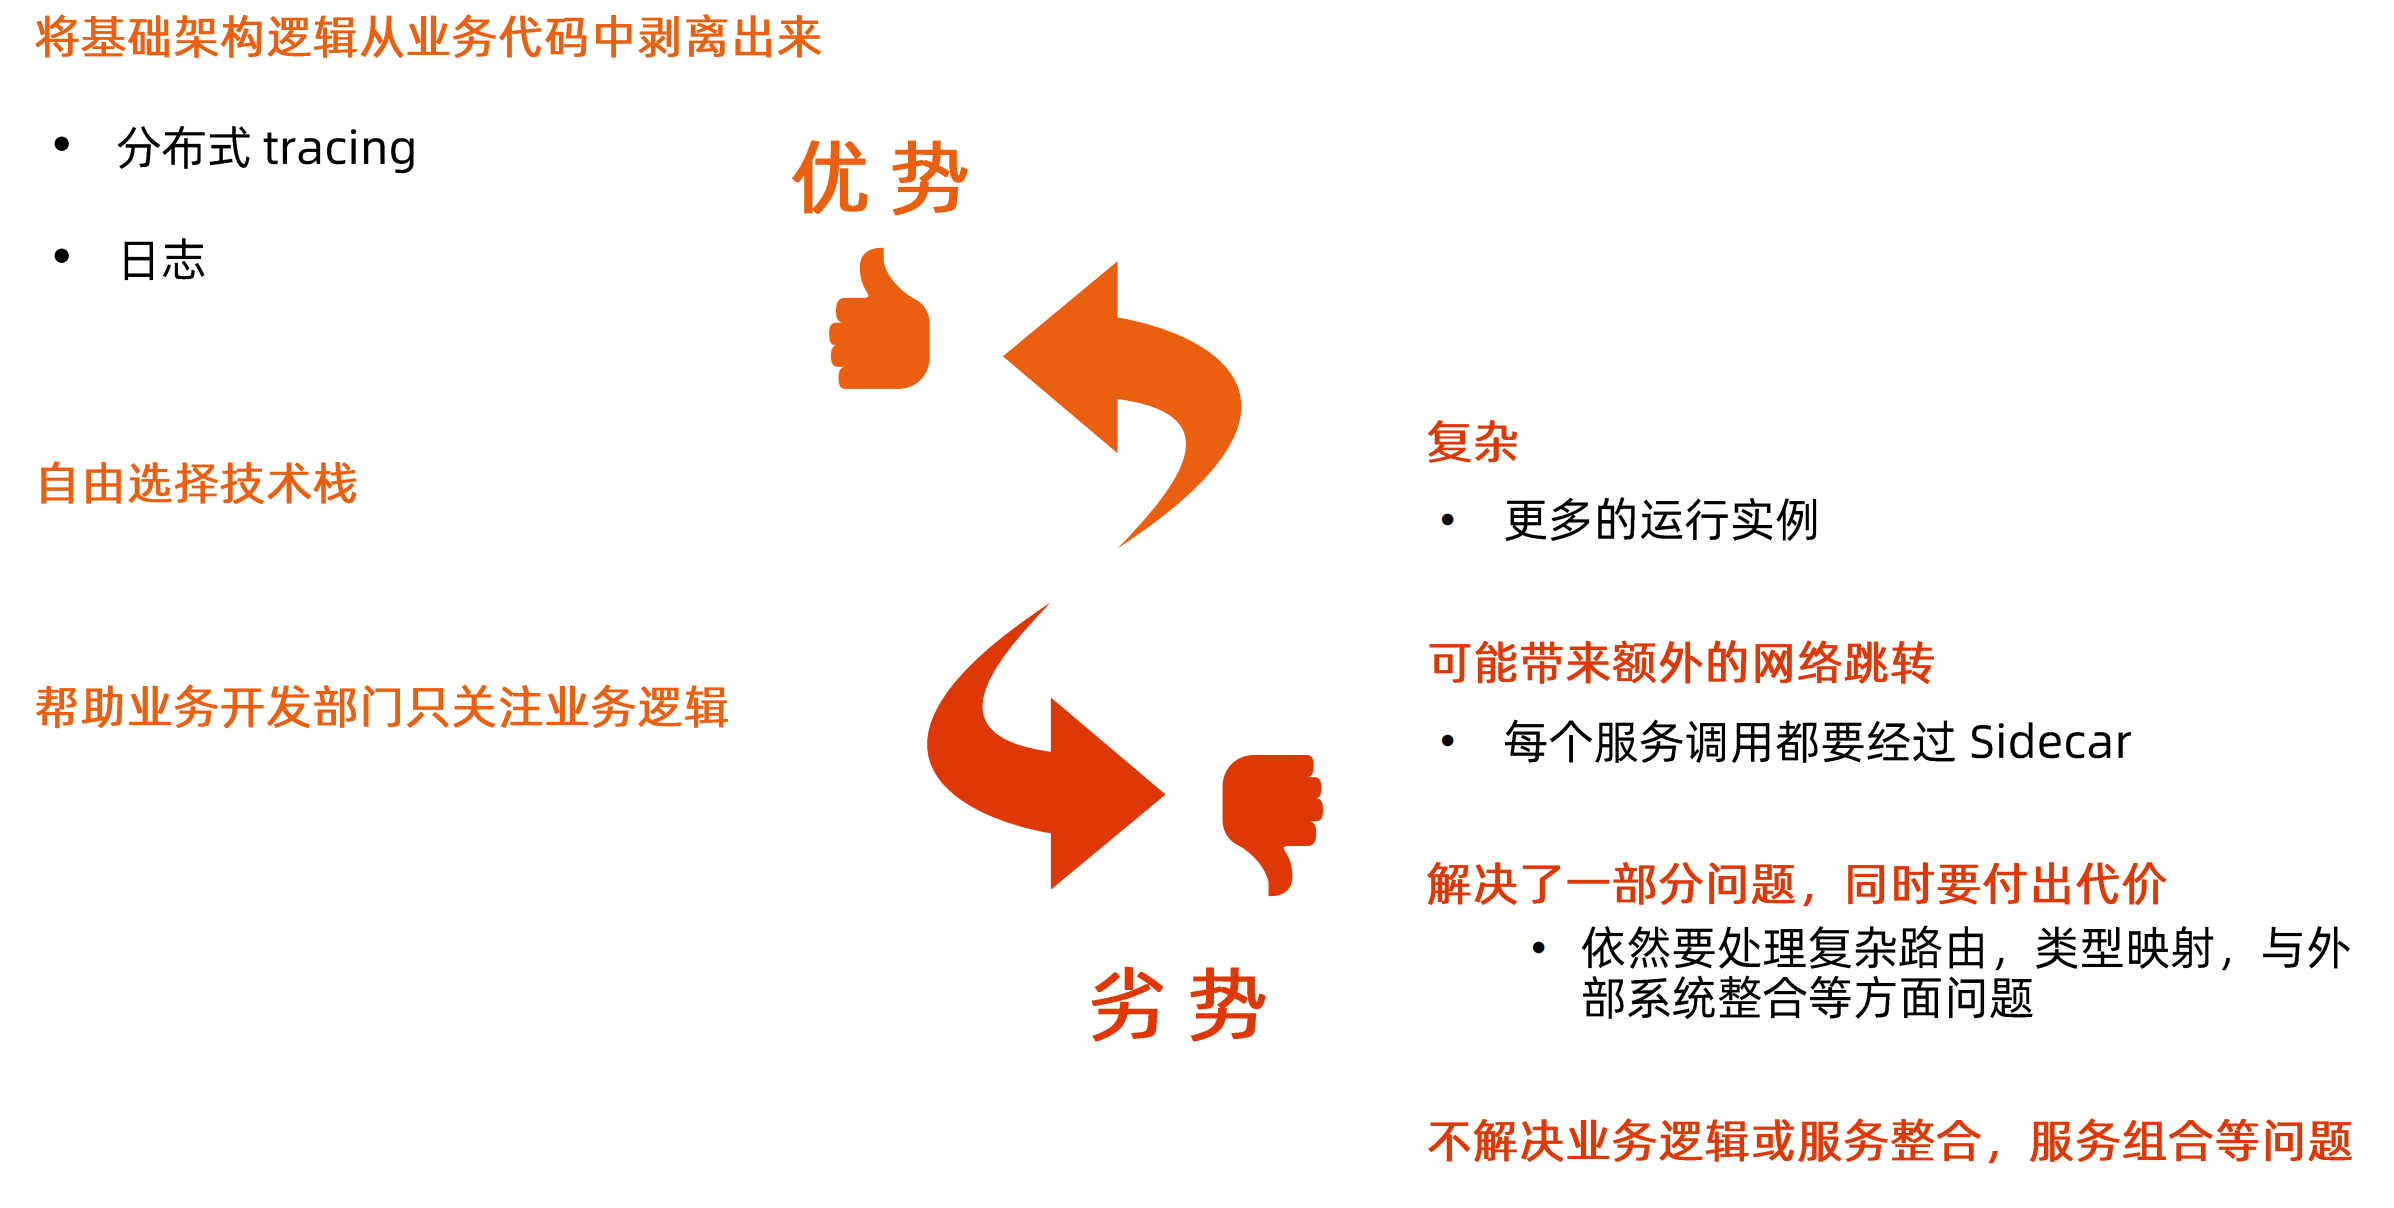 将基础架构逻辑从业务代码中剥离出来
• 分布式 tracing
• 日志
自由选择技术栈
帮助业务开发部门只关注业务逻辑
优 势
劣 势
复杂
• 更多的运行实例
可能带来额外的网络跳转
• 每个服务调用都要经过 Sidecar
解决了一部分问题，同时要付出代价
• 依然要处理复杂路由，类型映射，与外
部系统整合等方面问题
不解决业务逻辑或服务整合，服务组合等问题